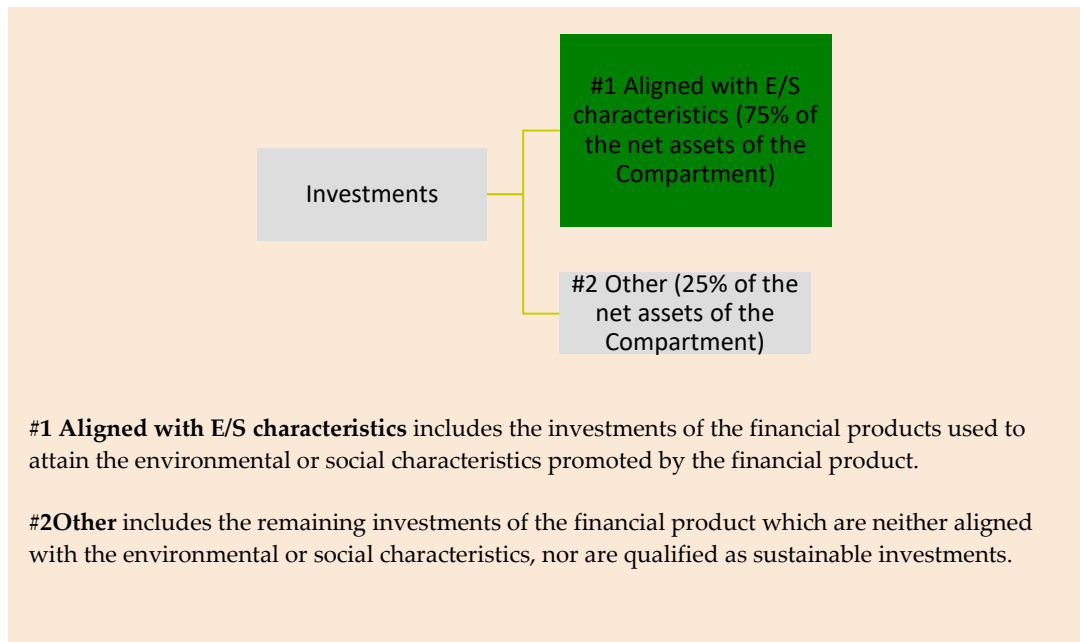 #1 Aligned with E/S
characteristics (75% of
the net assets of the
Compartment)
Investments
#2 Other (25% of the
net assets of the
Compartment)
#1 Aligned with E/S characteristics includes the investments of the financial products used to
attain the environmental or social characteristics promoted by the financial product.
#2Other includes the remaining investments of the financial product which are neither aligned
with the environmental or social characteristics, nor are qualified as sustainable investments.